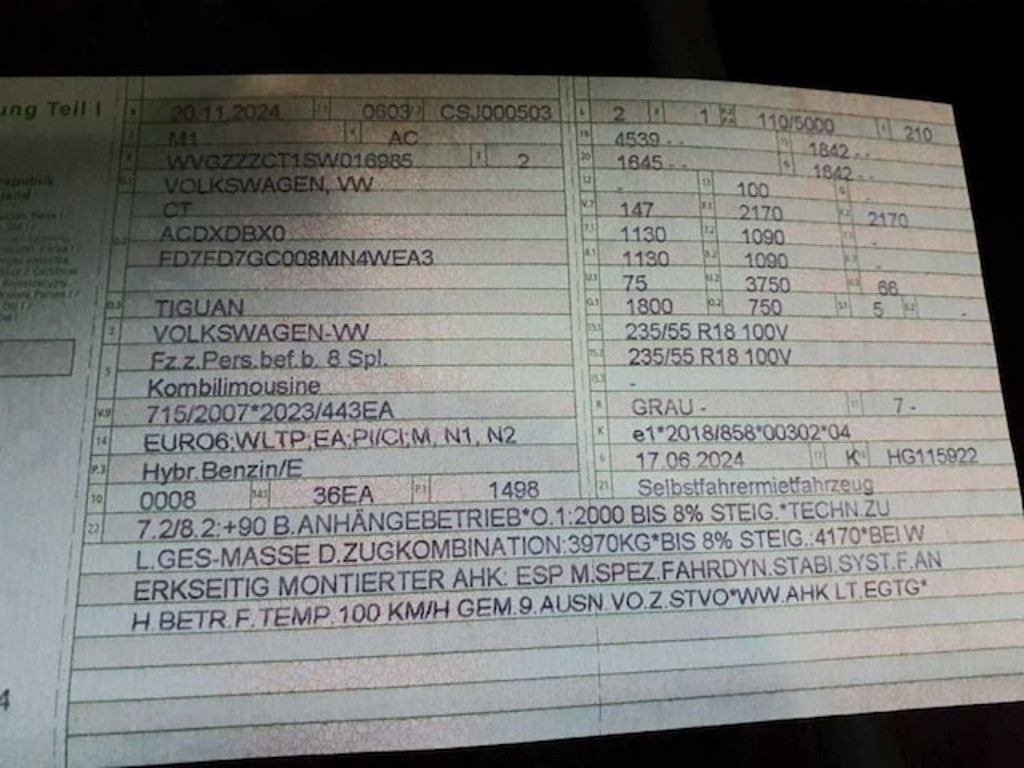 ung Teil I
20.11.2024 0603 CSJ000503 2 1 110/5000 210
M1 AC 4539 - - 1842 - -
WVGZZZCT1SW016985 2 1645 - - 1642 - -
VOLKSWAGEN, VW - 100
CT 147 2170 2170
ACDXDBX0 1130 1090 -
FD7FD7GC008MN4WEA3 1130 1090 -
75 3750 66
TIGUAN 1800 750 5 -
VOLKSWAGEN-VW 235/55 R18 100V
Fz.z.Pers.bef.b. 8 Spl. 235/55 R18 100V
Kombilimousine -
715/2007*2023/443EA GRAU - 7 -
EURO6;WLTP,EA;PI/CI;M, N1, N2 e1*2018/858*00302*04
Hybr.Benzin/E 17.06.2024 K HG115922
0008 36EA 1498 Selbstfahrermietfahrzeug
7.2/8.2:+90 B.ANHÄNGEBETRIEB*O.1:2000 BIS 8% STEIG.*TECHN.ZU
L.GES-MASSE D.ZUGKOMBINATION:3970KG*BIS 8% STEIG.:4170*BEI W
ERKSEITIG MONTIERTER AHK: ESP M.SPEZ.FAHRDYN.STABI.SYST.F.AN
H.BETR.F.TEMP.100 KM/H GEM.9.AUSN.VO.Z.STVO*WW.AHK LT.EGTG*
4